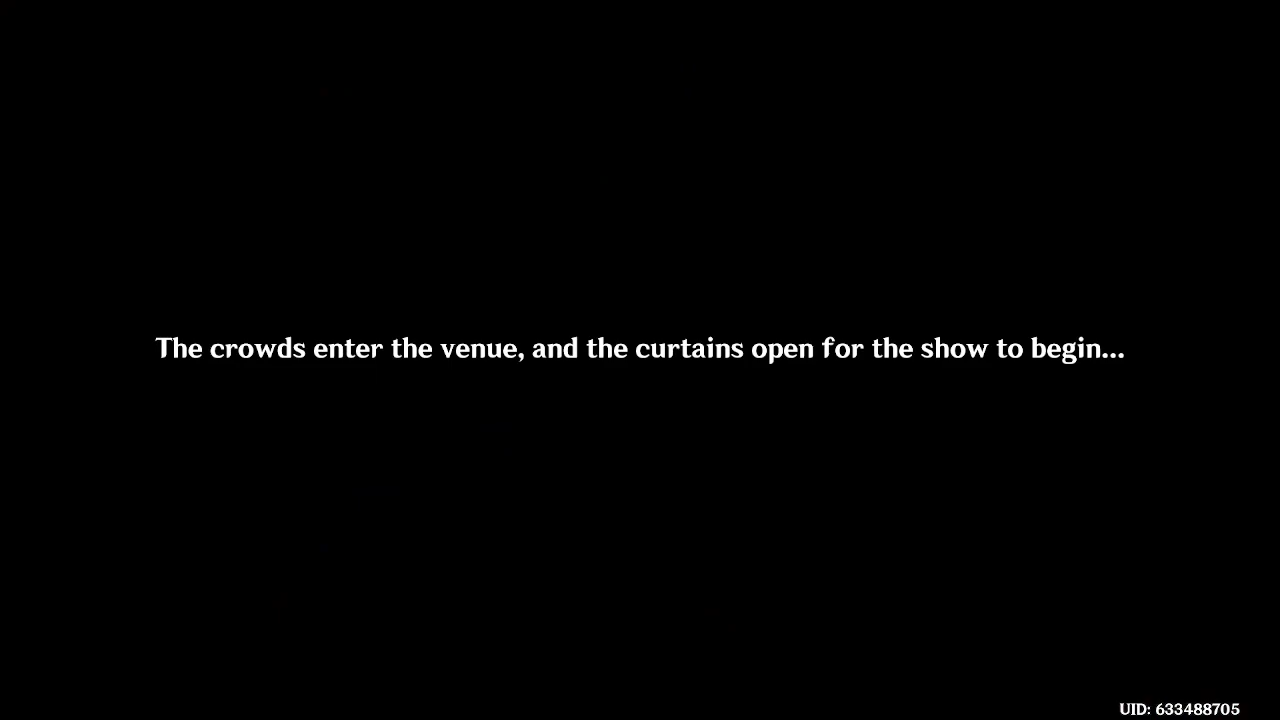 The crowds enter the venue, and the curtains open for the show to begin...
UID: 633488705